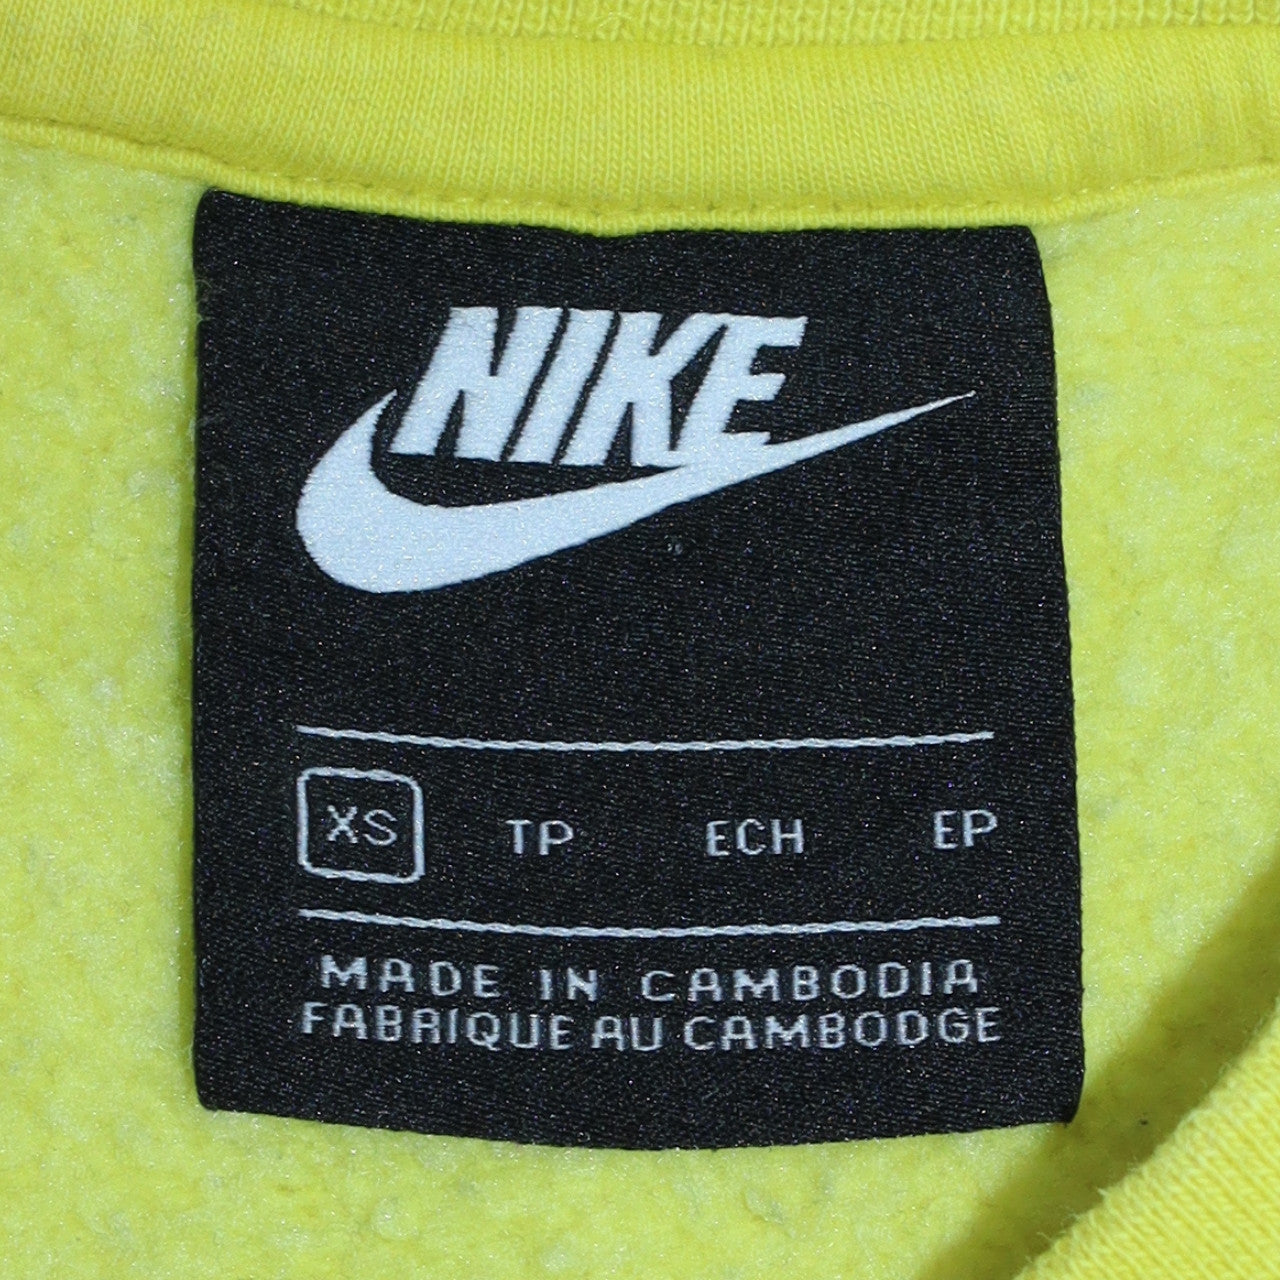 NIKE
XS TP ECH EP
MADE IN CAMBODIA
FABRIQUE AU CAMBODGE